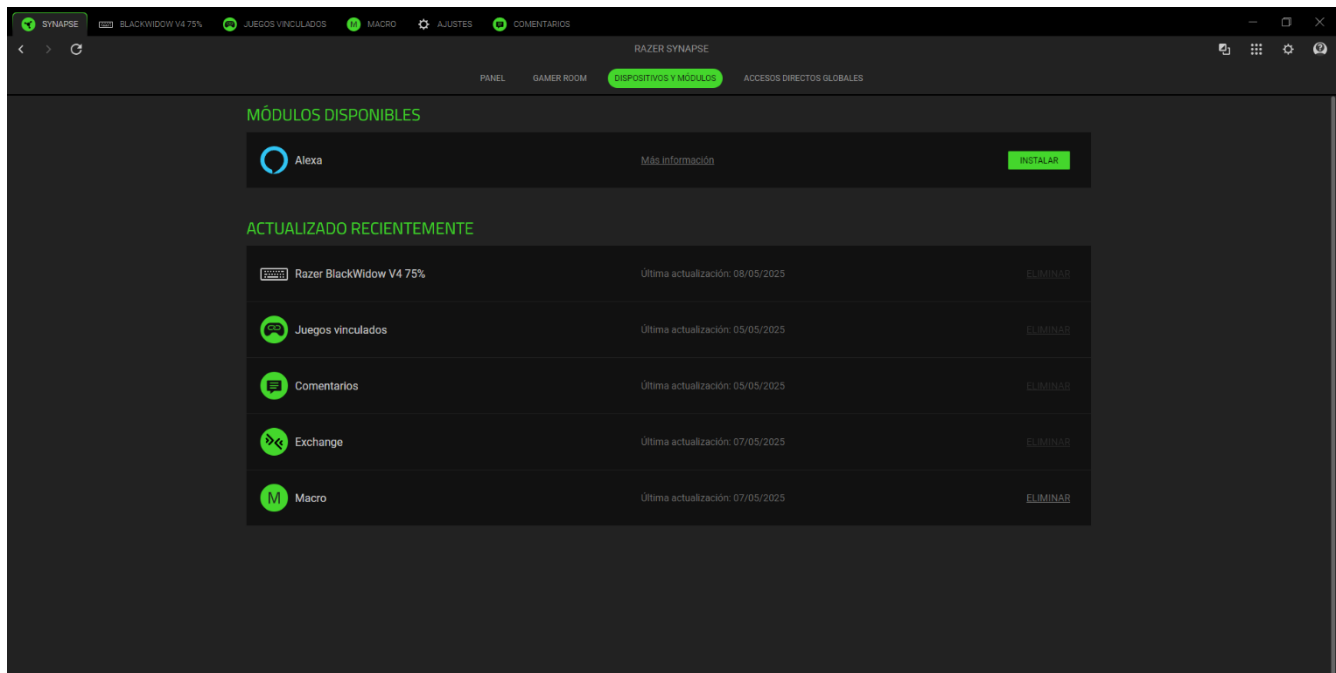 SYNAPSE BLACKWIDOW V4 75% JUEGOS VINCULADOS M MACRO AJUSTES COMENTARIOS
RAZER SYNAPSE
PANEL GAMER ROOM DISPOSITIVOS Y MÓDULOS ACCESOS DIRECTOS GLOBALES
MÓDULOS DISPONIBLES
Alexa Más información INSTALAR
ACTUALIZADO RECIENTEMENTE
Razer BlackWidow V4 75% Última actualización: 08/05/2025 ELIMINAR
Juegos vinculados Última actualización: 05/05/2025 ELIMINAR
Comentarios Última actualización: 05/05/2025 ELIMINAR
Exchange Última actualización: 07/05/2025 ELIMINAR
M Macro Última actualización: 07/05/2025 ELIMINAR